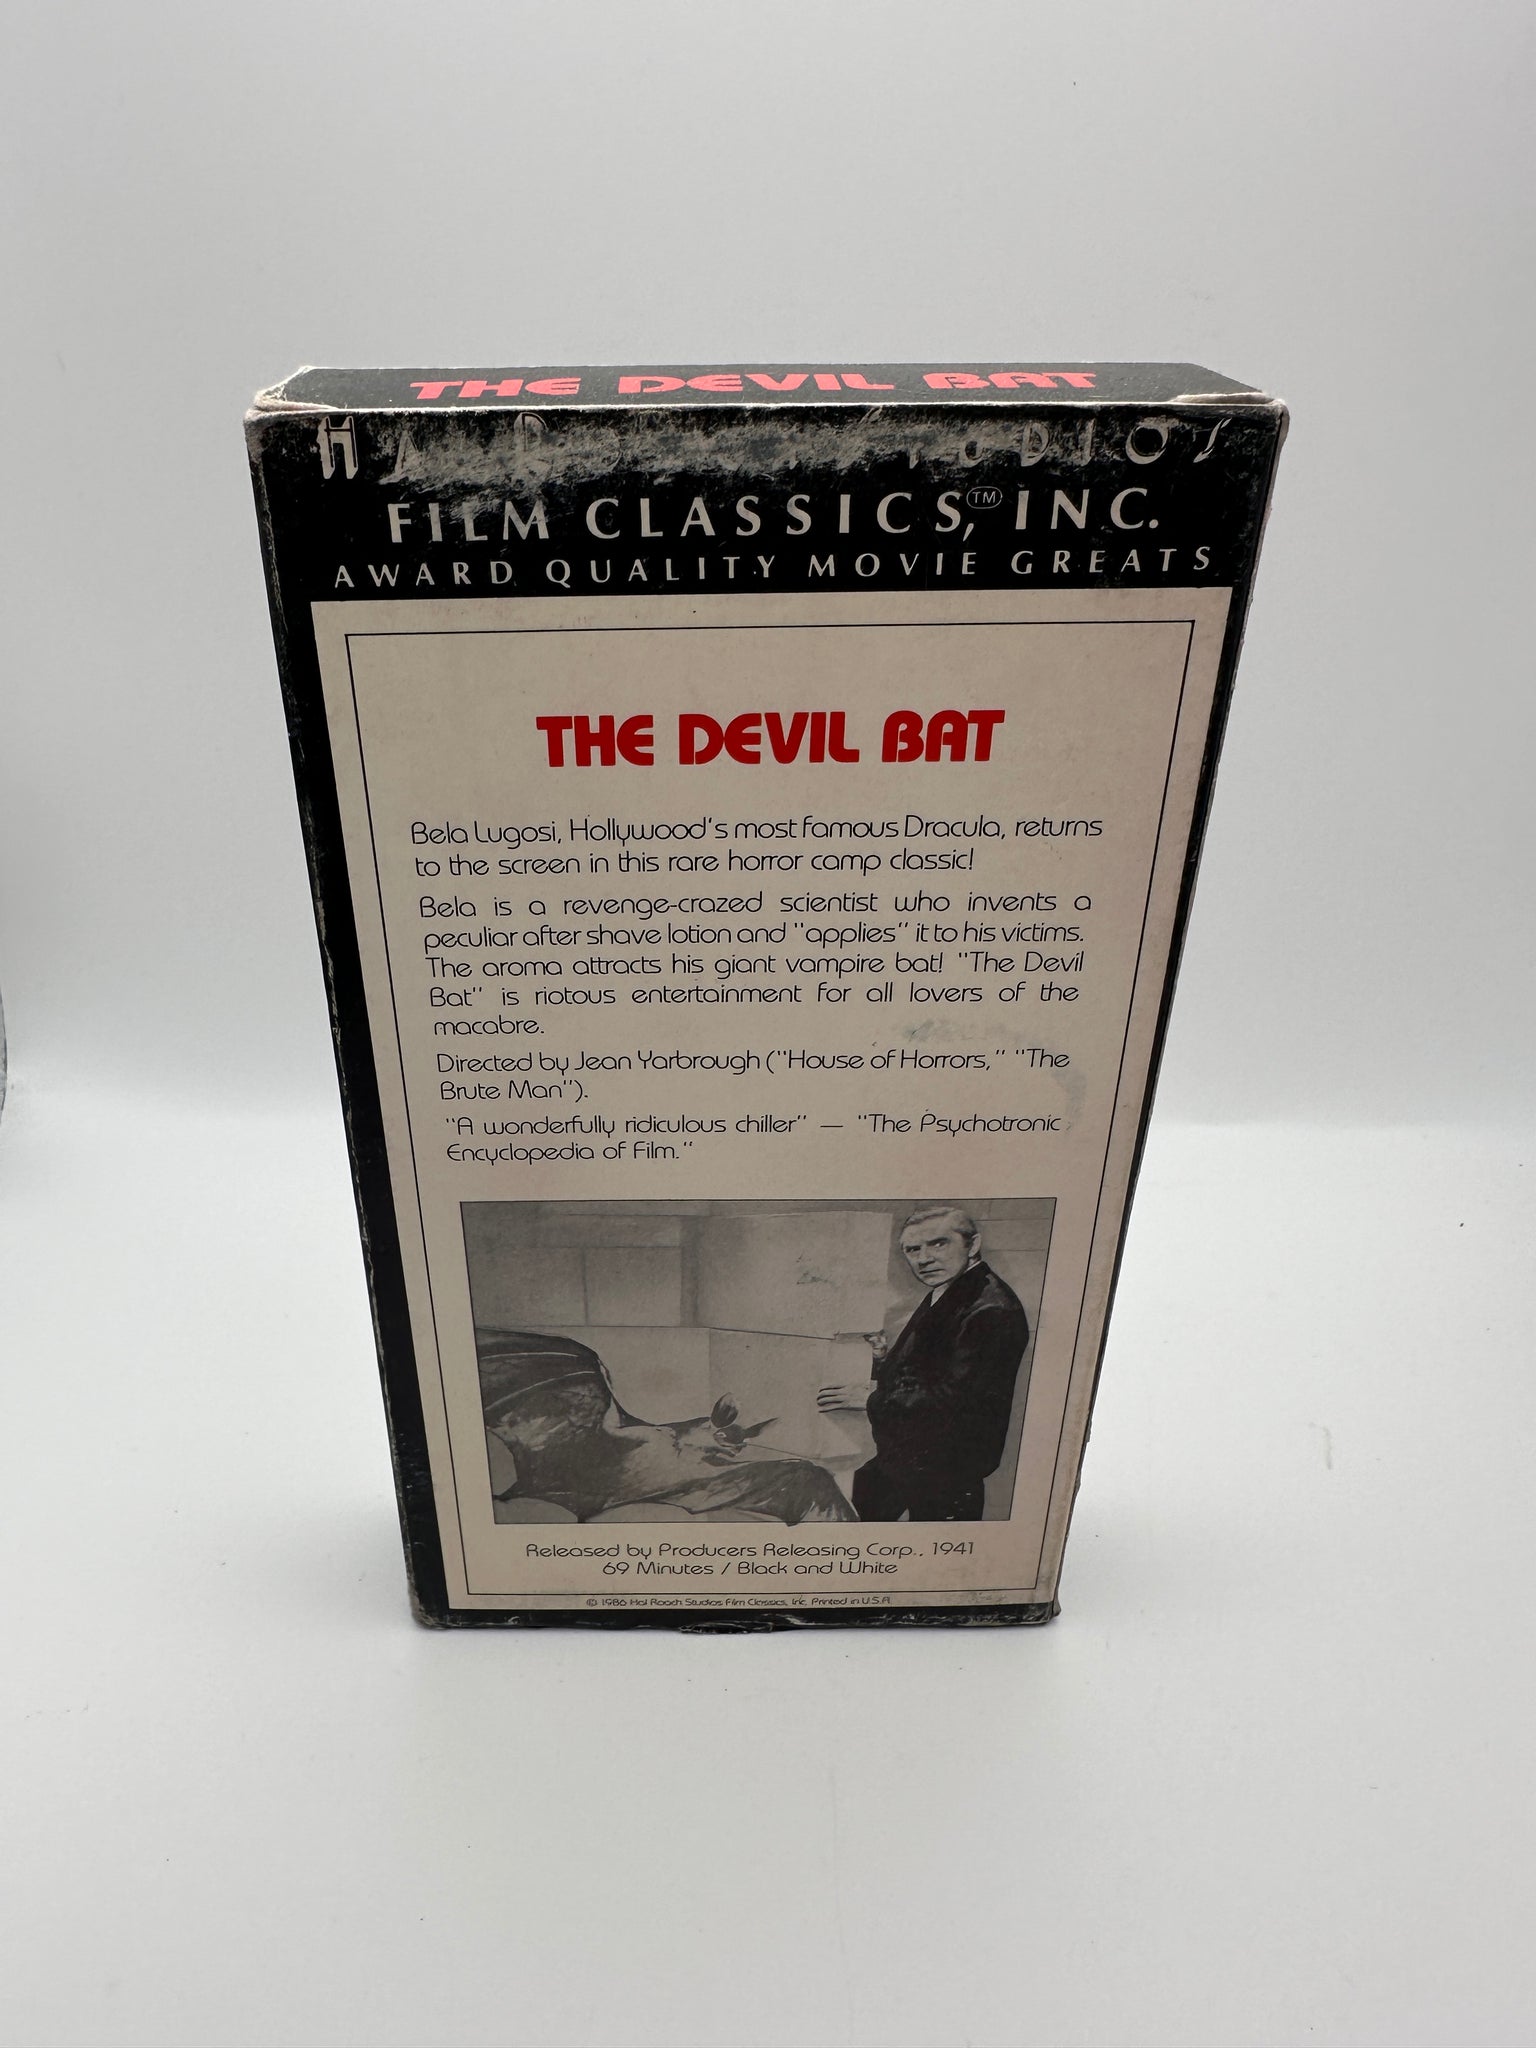 THE DEVIL BAT
HAL ROACH STUDIOS
FILM CLASSICS,™ INC.
AWARD QUALITY MOVIE GREATS
THE DEVIL BAT
Bela Lugosi, Hollywood's most famous Dracula, returns
to the screen in this rare horror camp classic!
Bela is a revenge-crazed scientist who invents a
peculiar after shave lotion and "applies" it to his victims.
The aroma attracts his giant vampire bat! "The Devil
Bat" is riotous entertainment for all lovers of the
macabre.
Directed by Jean Yarbrough ("House of Horrors," "The
Brute Man").
"A wonderfully ridiculous chiller" — "The Psychotronic
Encyclopedia of Film."
Released by Producers Releasing Corp., 1941
69 Minutes / Black and White
© 1986 Hal Roach Studios Film Classics, Inc. Printed in U.S.A.